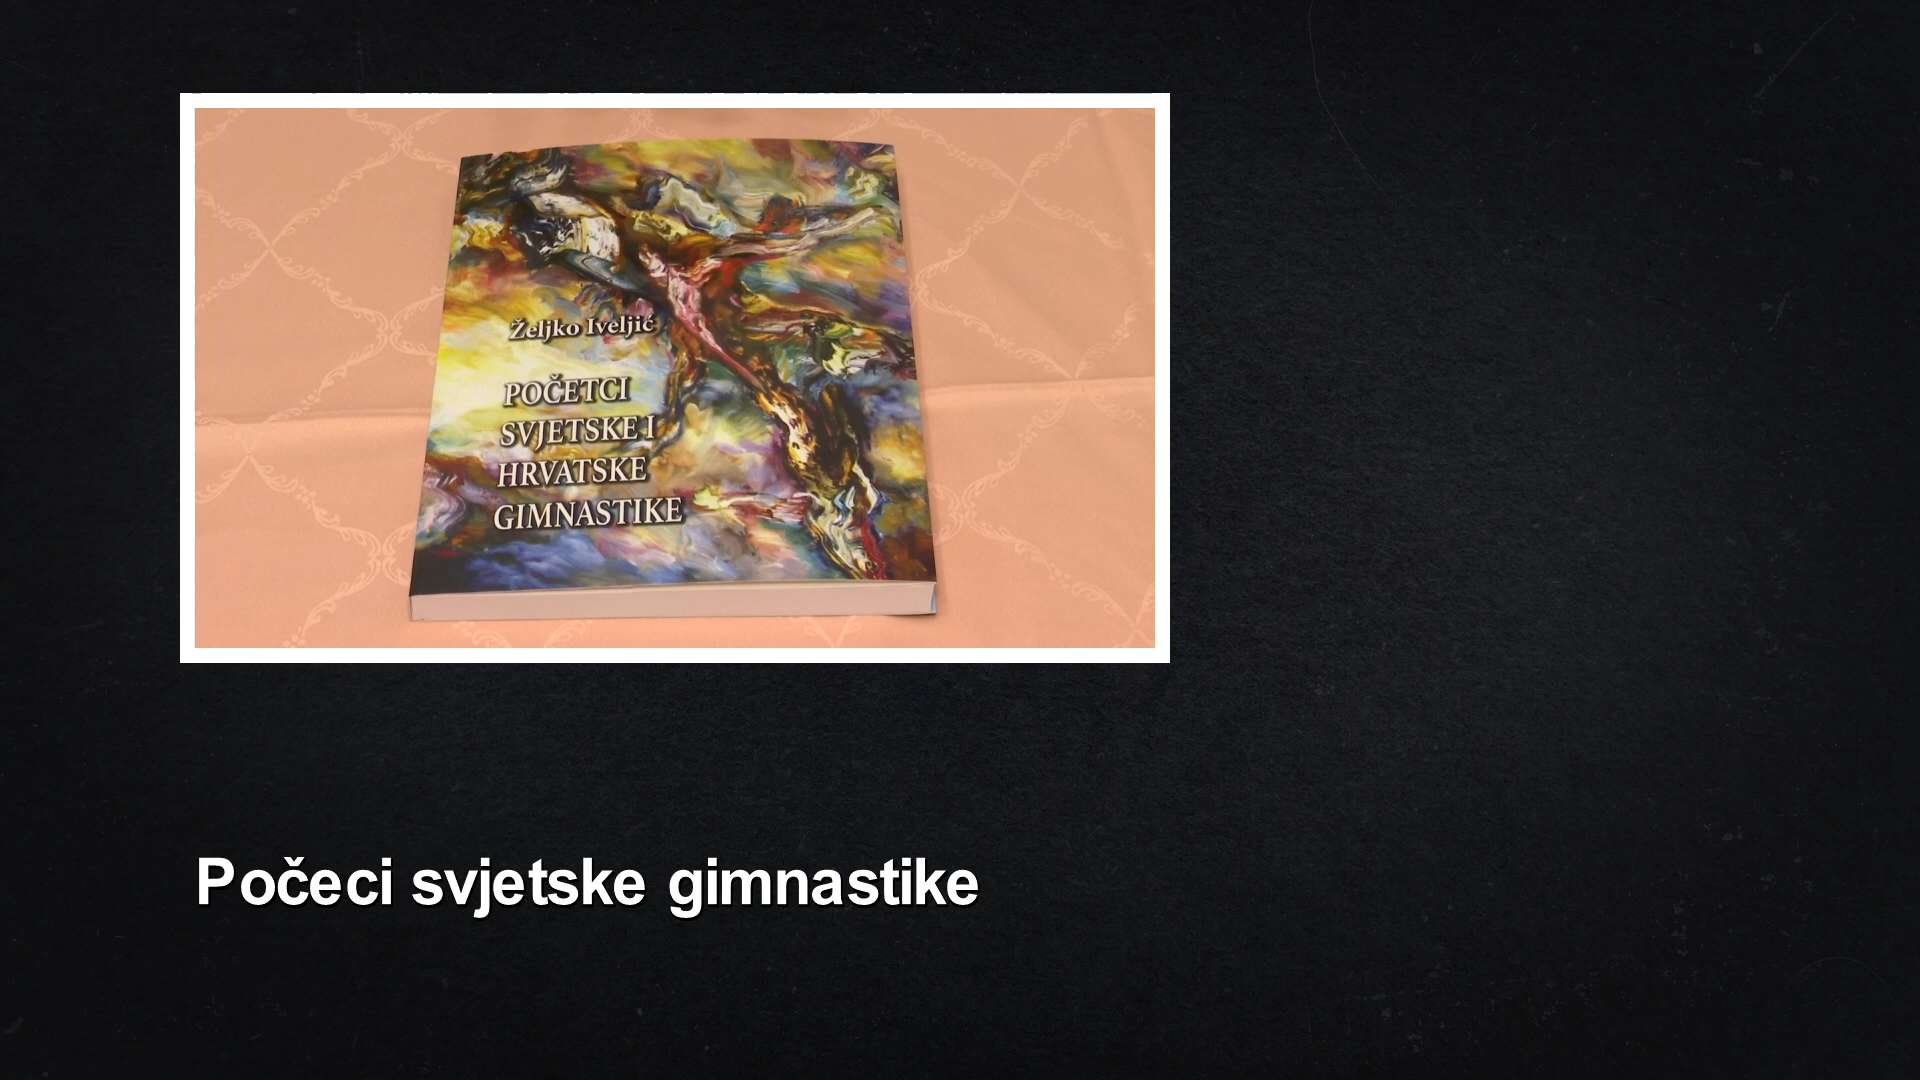 Željko Iveljić
POČETCI
SVJETSKE I
HRVATSKE
GIMNASTIKE
Počeci svjetske gimnastike